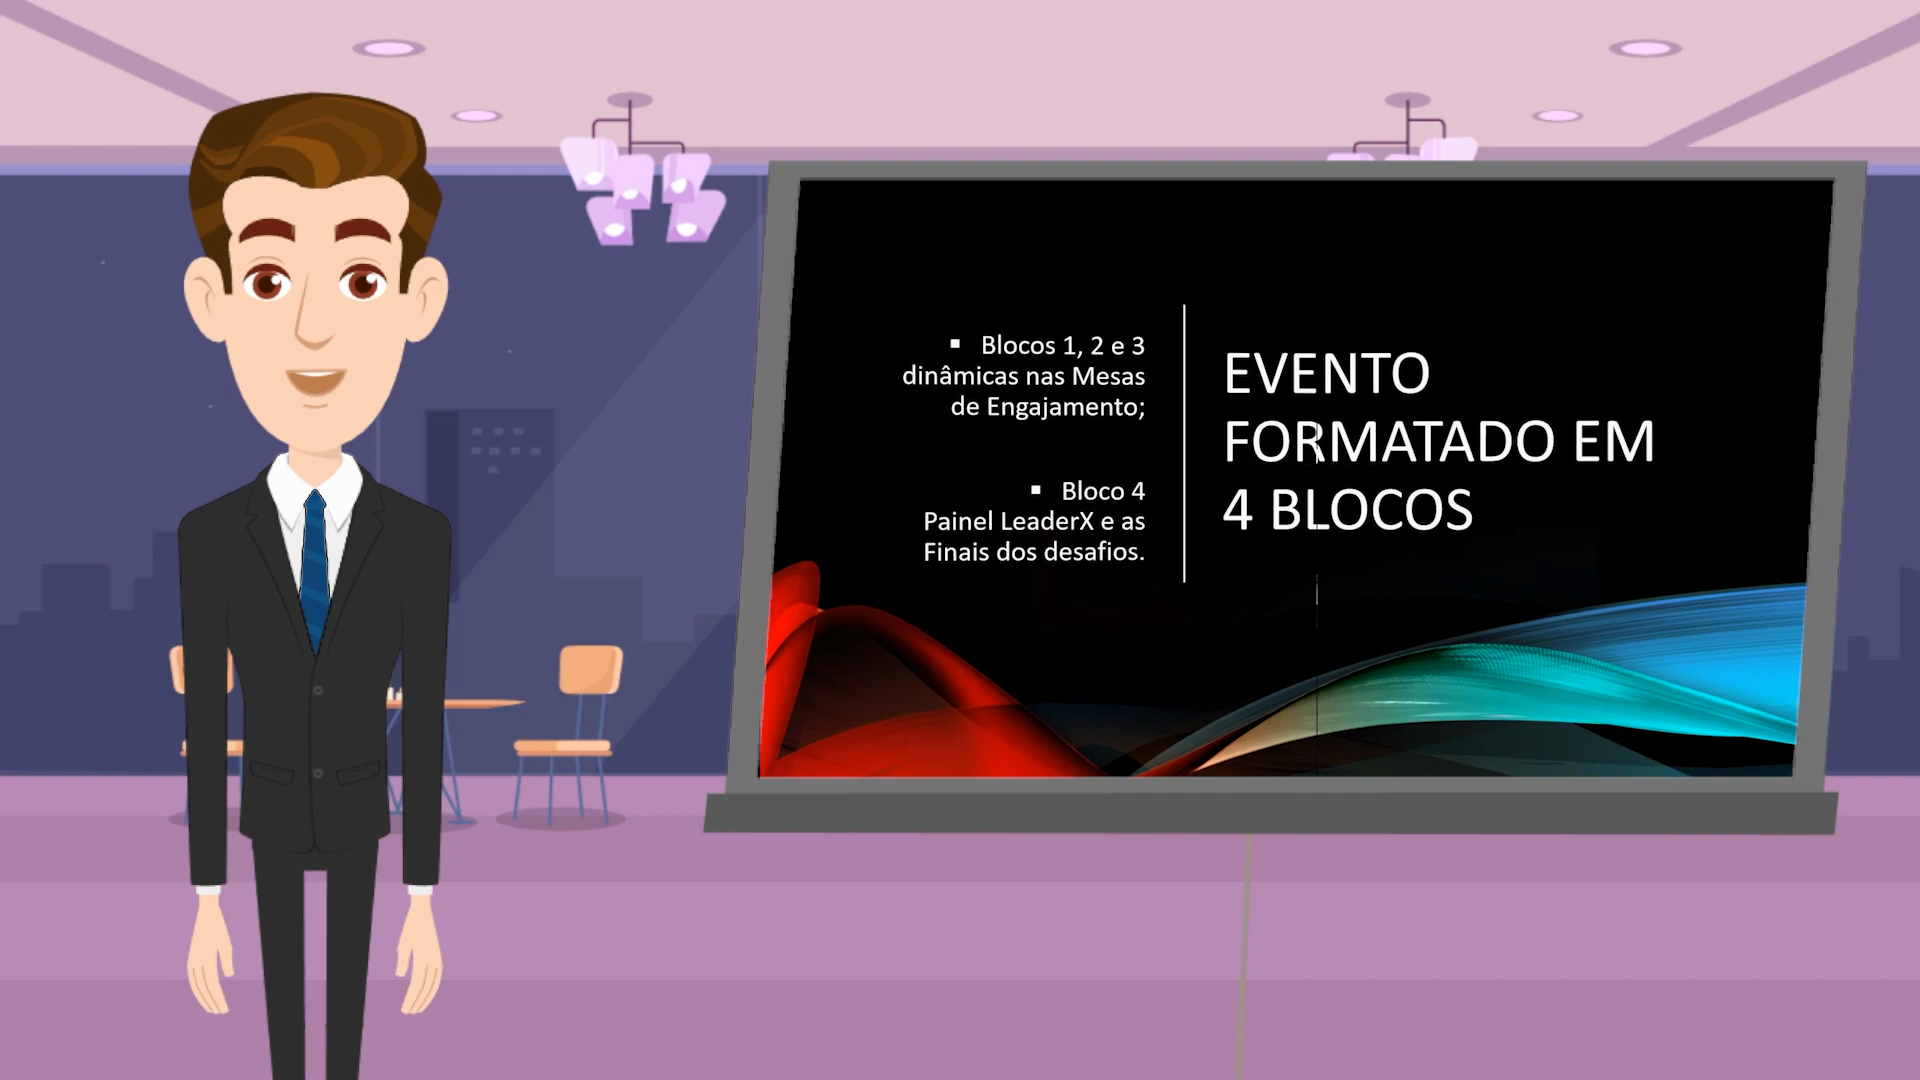 ▪ Blocos 1, 2 e 3
dinâmicas nas Mesas
de Engajamento;
▪ Bloco 4
Painel LeaderX e as
Finais dos desafios.
EVENTO
FORMATADO EM
4 BLOCOS